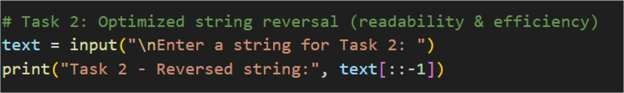 # Task 2: Optimized string reversal (readability & efficiency)
text = input("\nEnter a string for Task 2: ")
print("Task 2 - Reversed string:", text[::-1])